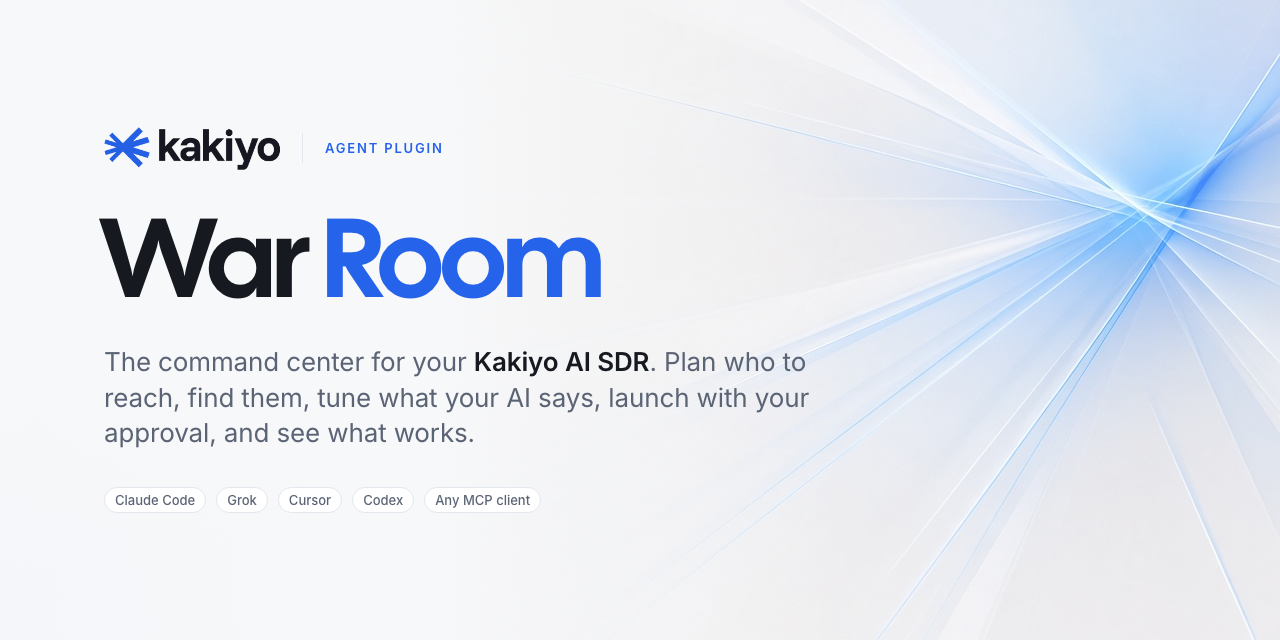 kakiyo
AGENT PLUGIN
War Room
The command center for your Kakiyo AI SDR. Plan who to
reach, find them, tune what your AI says, launch with your
approval, and see what works.
Claude Code
Grok
Cursor
Codex
Any MCP client